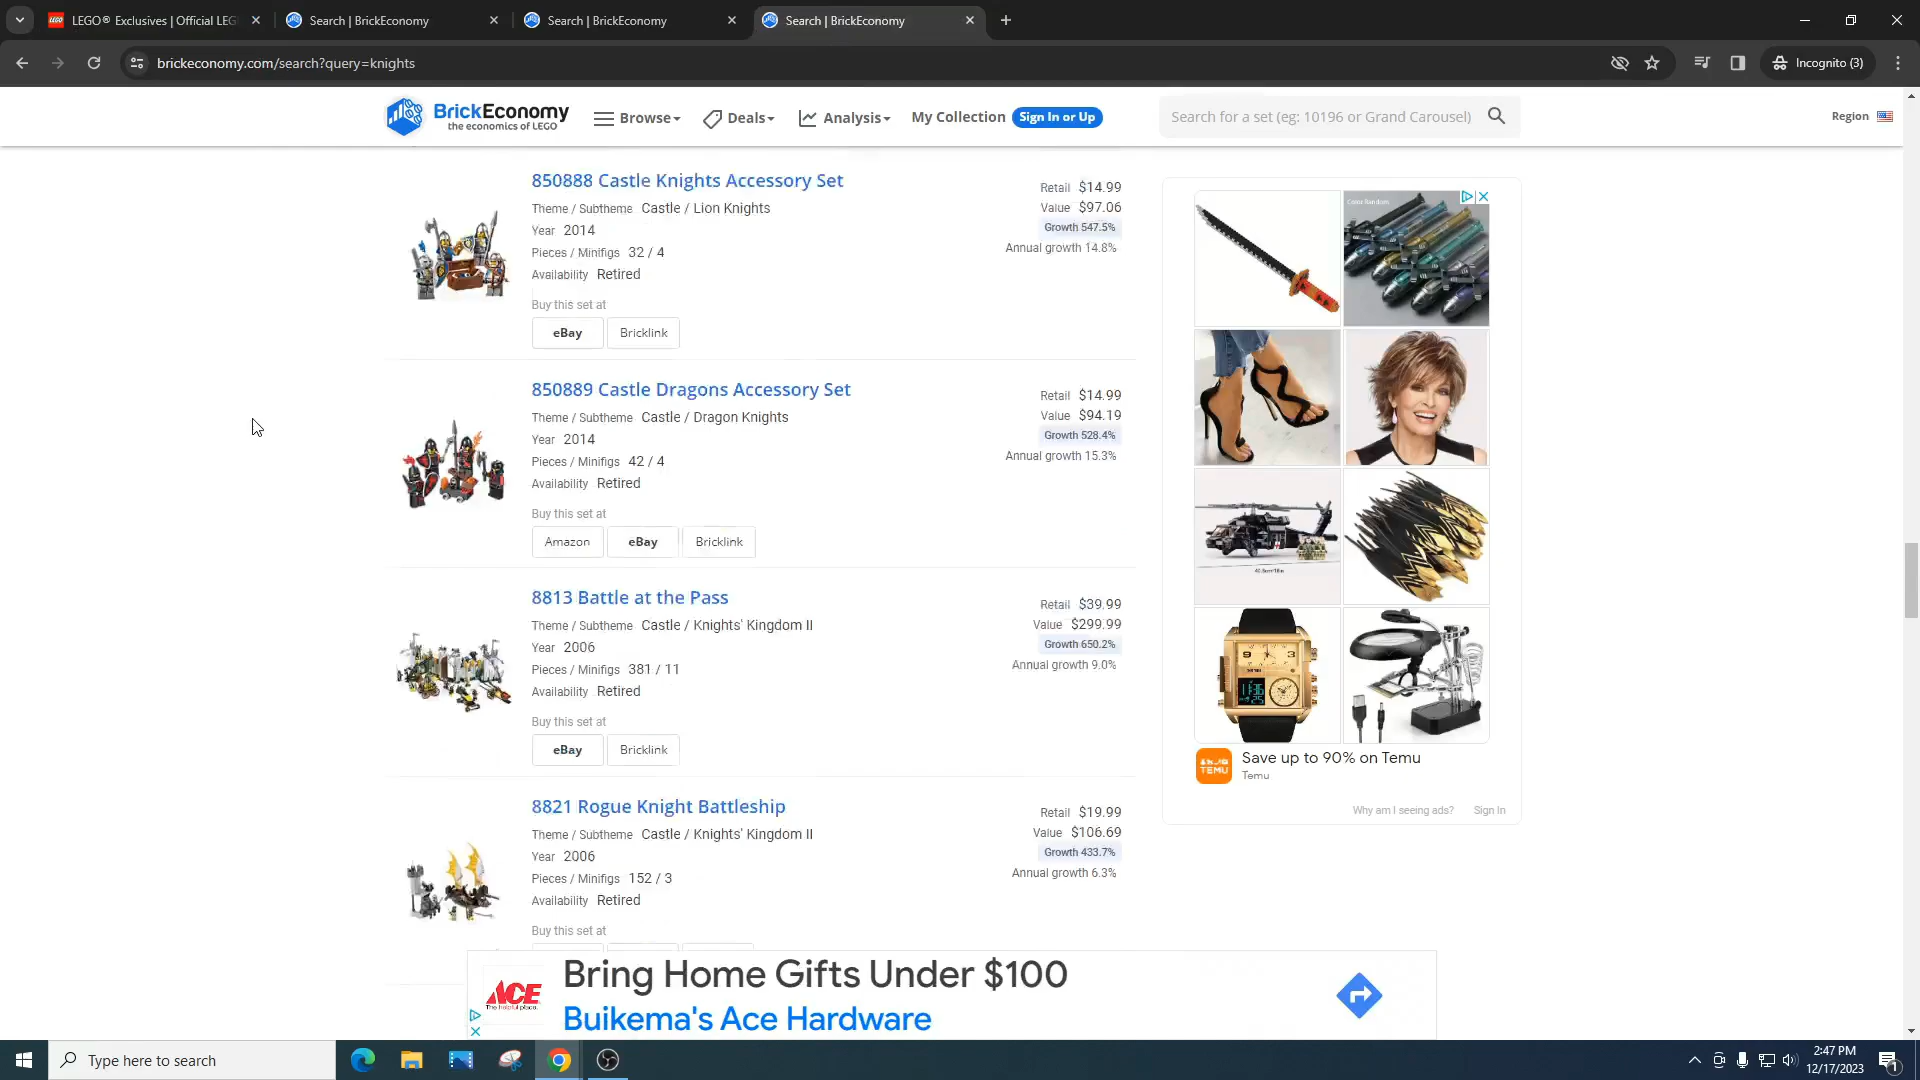 LEGO® Exclusives | Official LEG
Search | BrickEconomy
Search | BrickEconomy
Search | BrickEconomy
brickeconomy.com/search?query=knights
Incognito (3)
BrickEconomy
the economics of LEGO
Browse
Deals
Analysis
My Collection
Sign In or Up
Search for a set (eg: 10196 or Grand Carousel)
Region
850888 Castle Knights Accessory Set
Theme / Subtheme Castle / Lion Knights
Year 2014
Pieces / Minifigs 32 / 4
Availability Retired
Buy this set at
eBay
Bricklink
Retail $14.99
Value $97.06
Growth 547.5%
Annual growth 14.8%
850889 Castle Dragons Accessory Set
Theme / Subtheme Castle / Dragon Knights
Year 2014
Pieces / Minifigs 42 / 4
Availability Retired
Buy this set at
Amazon
eBay
Bricklink
Retail $14.99
Value $94.19
Growth 528.4%
Annual growth 15.3%
8813 Battle at the Pass
Theme / Subtheme Castle / Knights' Kingdom II
Year 2006
Pieces / Minifigs 381 / 11
Availability Retired
Buy this set at
eBay
Bricklink
Retail $39.99
Value $299.99
Growth 650.2%
Annual growth 9.0%
8821 Rogue Knight Battleship
Theme / Subtheme Castle / Knights' Kingdom II
Year 2006
Pieces / Minifigs 152 / 3
Availability Retired
Buy this set at
Retail $19.99
Value $106.69
Growth 433.7%
Annual growth 6.3%
Color Random
TEMU
Save up to 90% on Temu
Temu
Why am I seeing ads?
Sign In
ACE
The helpful place.
Bring Home Gifts Under $100
Buikema's Ace Hardware
Type here to search
2:47 PM
12/17/2023
1